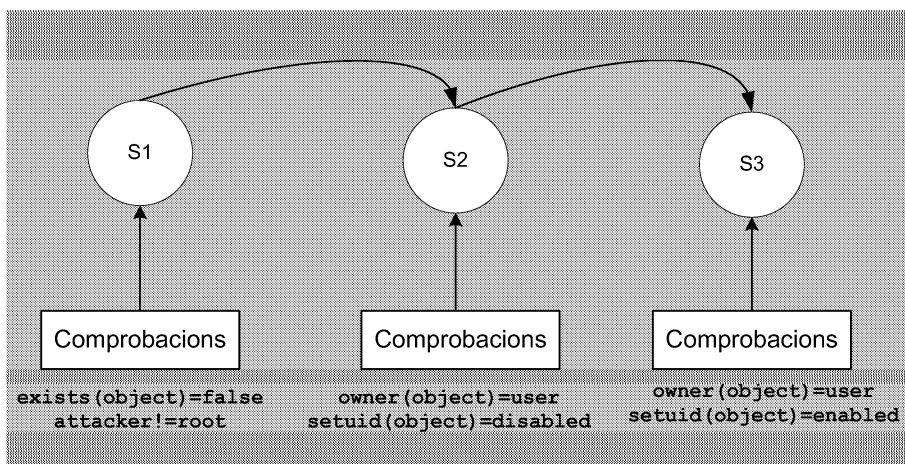 S1
S2
S3
Comprobacions
Comprobacions
Comprobacions
exists(object)=false
attacker!=root
owner(object)=user
setuid(object)=disabled
owner(object)=user
setuid(object)=enabled